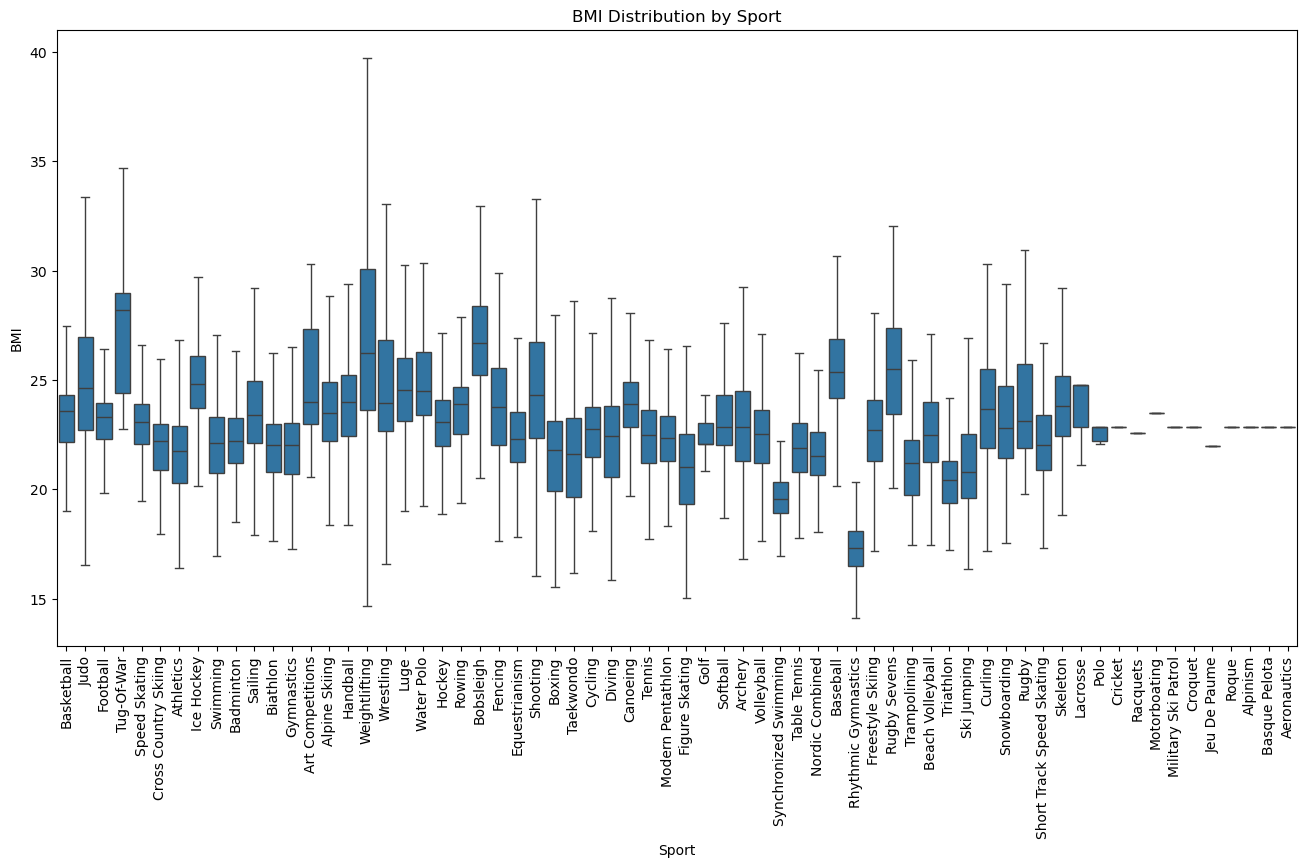 BMI Distribution by Sport
BMI
40
35
30
25
20
15
Basketball
Judo
Football
Tug-Of-War
Speed Skating
Cross Country Skiing
Athletics
Ice Hockey
Swimming
Badminton
Sailing
Biathlon
Gymnastics
Art Competitions
Alpine Skiing
Handball
Weightlifting
Wrestling
Luge
Water Polo
Hockey
Rowing
Bobsleigh
Fencing
Equestrianism
Shooting
Boxing
Taekwondo
Cycling
Diving
Canoeing
Tennis
Modern Pentathlon
Figure Skating
Golf
Softball
Archery
Volleyball
Synchronized Swimming
Table Tennis
Nordic Combined
Baseball
Rhythmic Gymnastics
Freestyle Skiing
Rugby Sevens
Trampolining
Beach Volleyball
Triathlon
Ski Jumping
Curling
Snowboarding
Rugby
Short Track Speed Skating
Skeleton
Lacrosse
Polo
Cricket
Racquets
Motorboating
Military Ski Patrol
Croquet
Jeu De Paume
Roque
Alpinism
Basque Pelota
Aeronautics
Sport